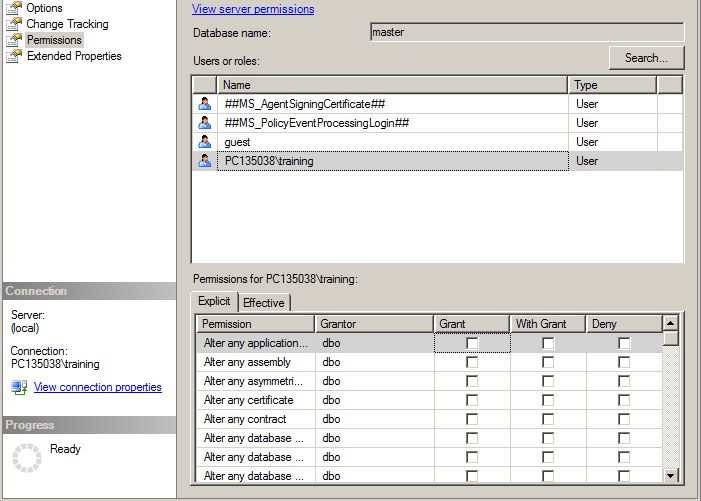 Options
Change Tracking
Permissions
Extended Properties
View server permissions
Database name: master
Users or roles: Search...
Name Type
##MS_AgentSigningCertificate## User
##MS_PolicyEventProcessingLogin## User
guest User
PC135038\training User
Permissions for PC135038\training:
Explicit Effective
Permission Grantor Grant With Grant Deny
Alter any application... dbo
Alter any assembly dbo
Alter any asymmetri... dbo
Alter any certificate dbo
Alter any contract dbo
Alter any database ... dbo
Alter any database ... dbo
Alter any database ... dbo
Connection
Server:
(local)
Connection:
PC135038\training
View connection properties
Progress
Ready